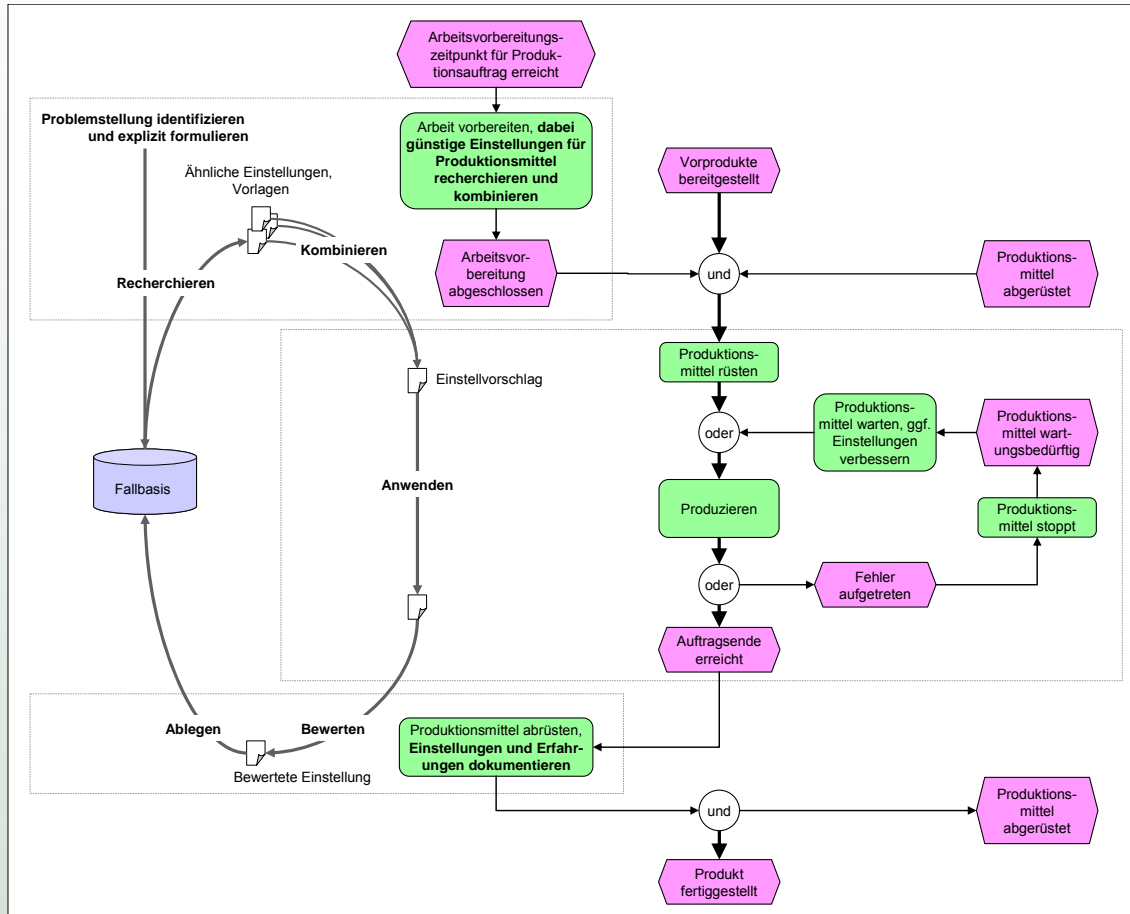 Arbeitsvorbereitungs-
zeitpunkt für Produk-
tionsauftrag erreicht
Problemstellung identifizieren
und explizit formulieren
Arbeit vorbereiten, dabei
günstige Einstellungen für
Produktionsmittel
recherchieren und
kombinieren
Ähnliche Einstellungen,
Vorlagen
Vorprodukte
bereitgestellt
Kombinieren
Recherchieren
Arbeitsvor-
bereitung
abgeschlossen
und
Produktions-
mittel
abgerüstet
Produktions-
mittel rüsten
Einstellvorschlag
oder
Produktions-
mittel warten, ggf.
Einstellungen
verbessern
Produktions-
mittel wart-
ungsbedürftig
Fallbasis
Anwenden
Produzieren
Produktions-
mittel stoppt
oder
Fehler
aufgetreten
Auftragsende
erreicht
Ablegen
Bewerten
Bewertete Einstellung
Produktionsmittel abrüsten,
Einstellungen und Erfahr-
ungen dokumentieren
und
Produktions-
mittel
abgerüstet
Produkt
fertiggestellt